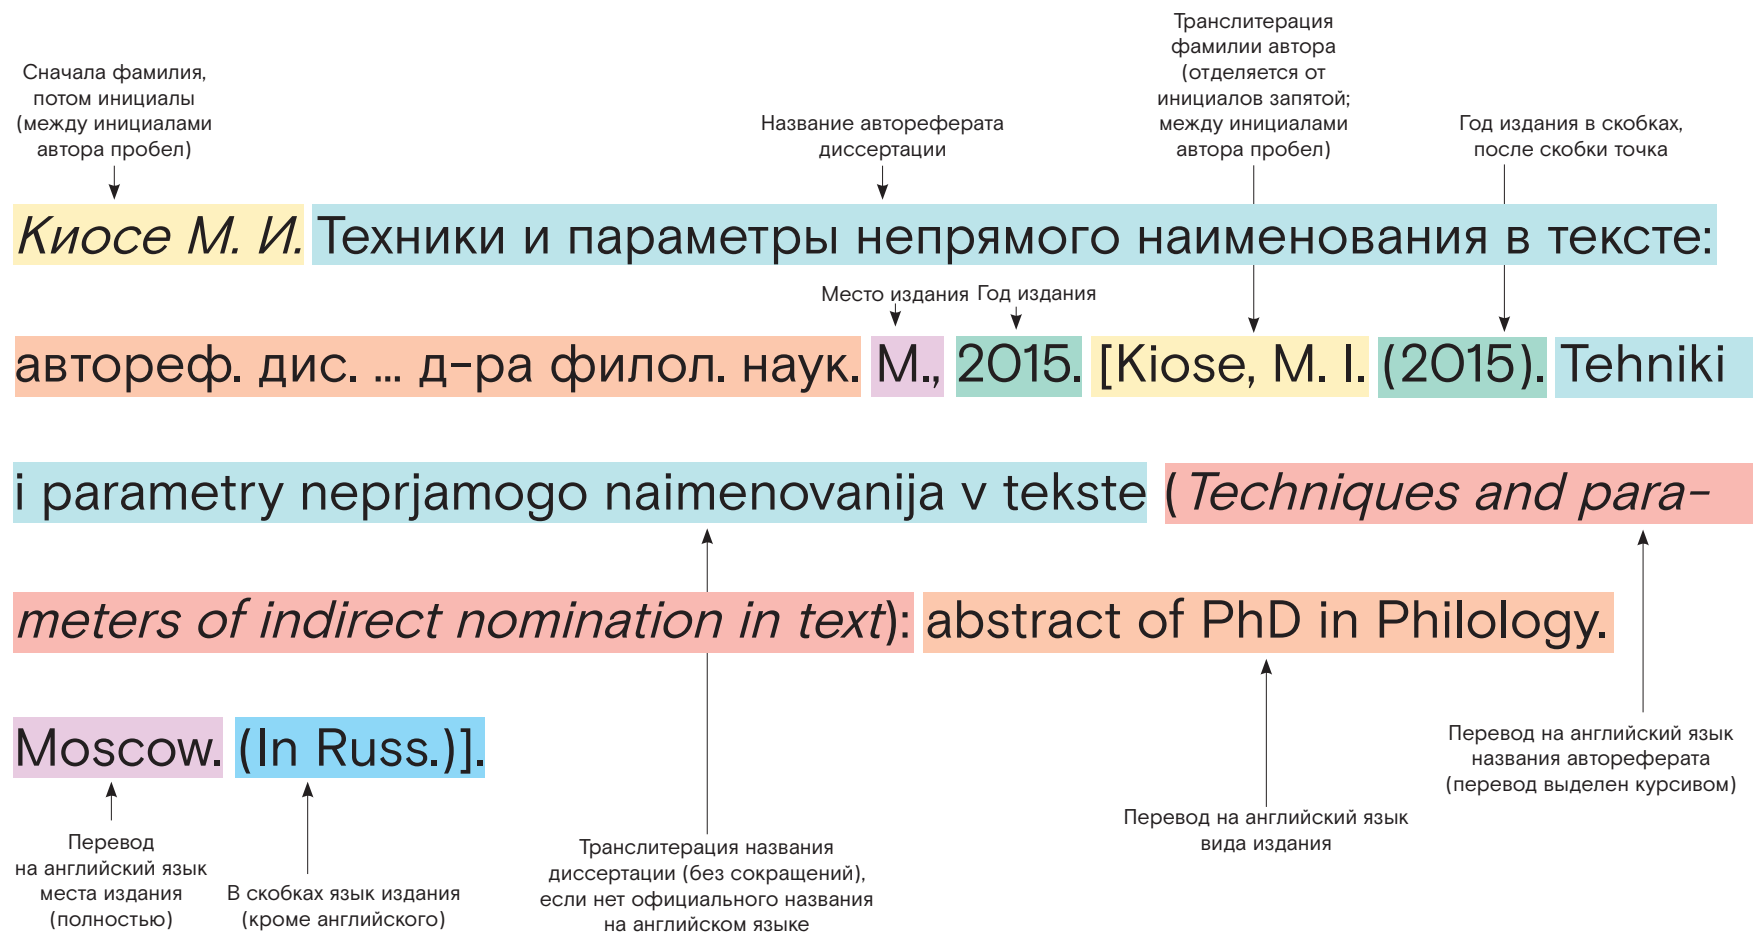 Сначала фамилия,
потом инициалы
(между инициалами
автора пробел)
Название автореферата
диссертации
Транслитерация
фамилии автора
(отделяется от
инициалов запятой;
между инициалами
автора пробел)
Год издания в скобках,
после скобки точка
Киосе М. И. Техники и параметры непрямого наименования в тексте:
Место издания
Год издания
автореф. дис. ... д-ра филол. наук. М., 2015. [Kiose, M. I. (2015). Tehniki
i parametry neprjamogo naimenovanija v tekste (Techniques and para-
meters of indirect nomination in text): abstract of PhD in Philology.
Moscow. (In Russ.)].
Перевод
на английский язык
места издания
(полностью)
В скобках язык издания
(кроме английского)
Транслитерация названия
диссертации (без сокращений),
если нет официального названия
на английском языке
Перевод на английский язык
вида издания
Перевод на английский язык
названия автореферата
(перевод выделен курсивом)